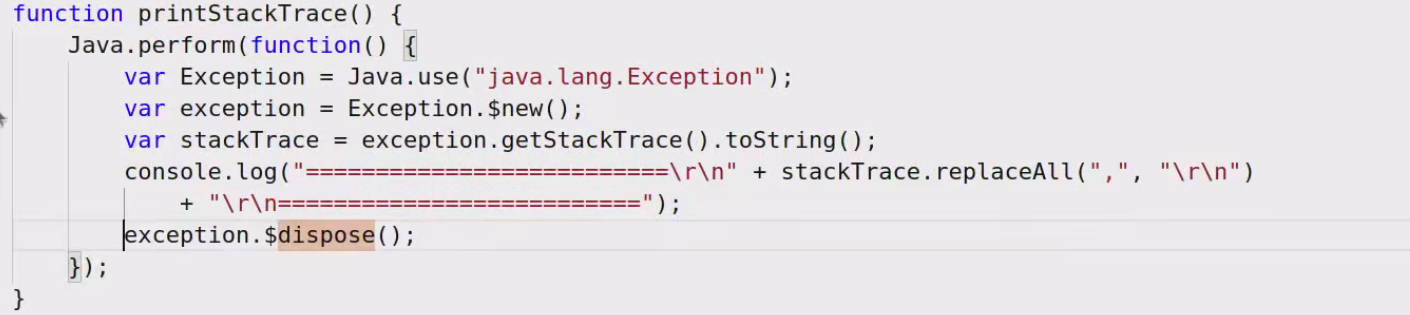 function printStackTrace() {
    Java.perform(function() {
        var Exception = Java.use("java.lang.Exception");
        var exception = Exception.$new();
        var stackTrace = exception.getStackTrace().toString();
        console.log("==========================\r\n" + stackTrace.replaceAll(",", "\r\n")
            + "\r\n==========================");
        exception.$dispose();
    });
}